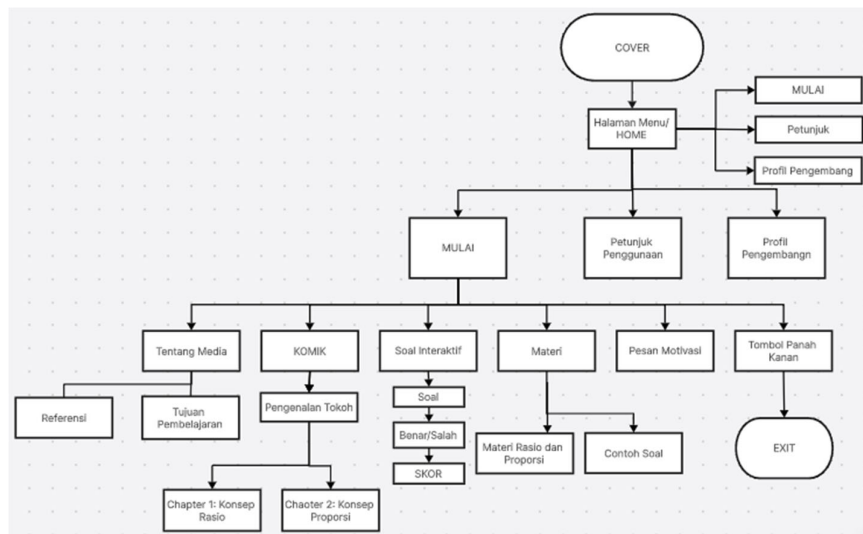 COVER
Halaman Menu/
HOME
MULAI
Petunjuk
Profil Pengembang
MULAI
Petunjuk
Penggunaan
Profil
Pengembangn
Tentang Media
KOMIK
Soal Interaktif
Materi
Pesan Motivasi
Tombol Panah
Kanan
Referensi
Tujuan
Pembelajaran
Pengenalan Tokoh
Soal
Benar/Salah
SKOR
Materi Rasio dan
Proporsi
Contoh Soal
EXIT
Chapter 1: Konsep
Rasio
Chaoter 2: Konsep
Proporsi